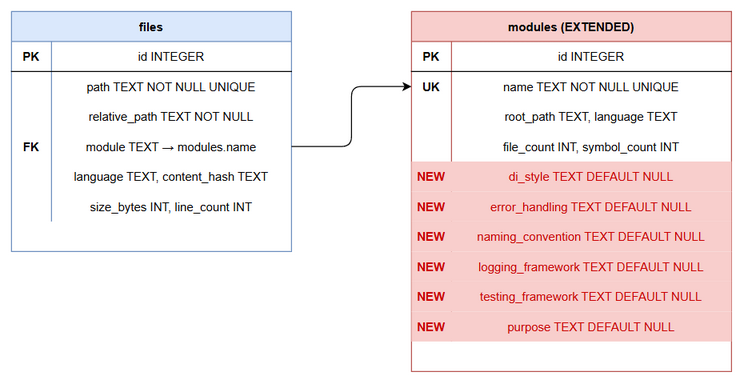 files
PK id INTEGER
path TEXT NOT NULL UNIQUE
relative_path TEXT NOT NULL
FK module TEXT → modules.name
language TEXT, content_hash TEXT
size_bytes INT, line_count INT
modules (EXTENDED)
PK id INTEGER
UK name TEXT NOT NULL UNIQUE
root_path TEXT, language TEXT
file_count INT, symbol_count INT
NEW di_style TEXT DEFAULT NULL
NEW error_handling TEXT DEFAULT NULL
NEW naming_convention TEXT DEFAULT NULL
NEW logging_framework TEXT DEFAULT NULL
NEW testing_framework TEXT DEFAULT NULL
NEW purpose TEXT DEFAULT NULL